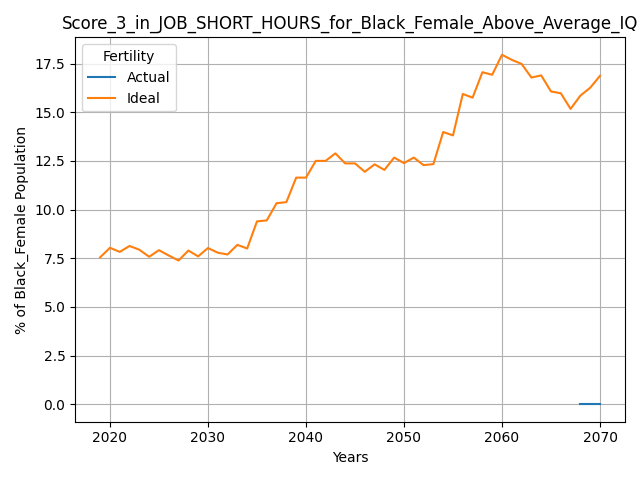 Score_3_in_JOB_SHORT_HOURS_for_Black_Female_Above_Average_IQ
Fertility
Actual
Ideal
% of Black_Female Population
17.5
15.0
12.5
10.0
7.5
5.0
2.5
0.0
2020 2030 2040 2050 2060 2070
Years